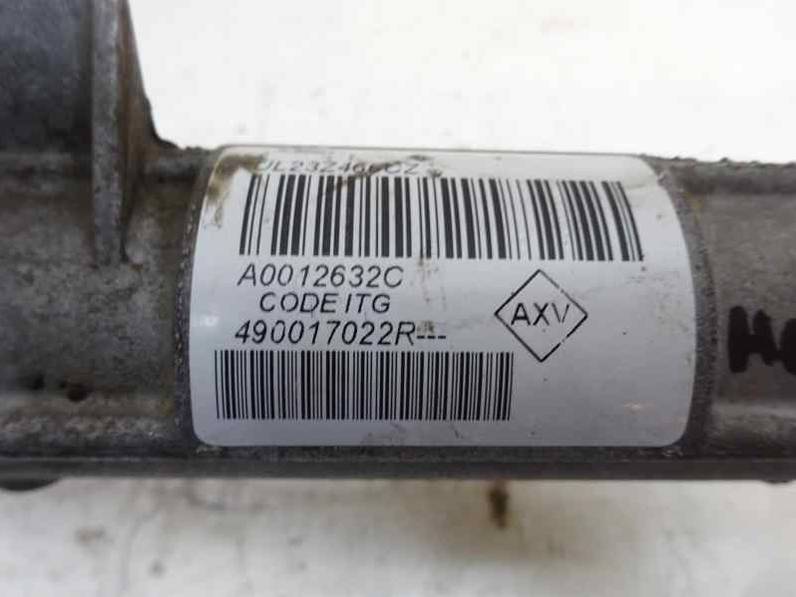 A0012632C
CODE ITG
490017022R---
AXV